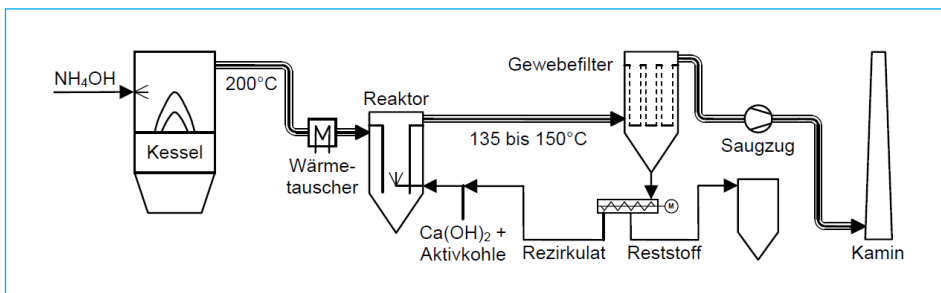 NH₄OH
200°C
Kessel
Wärme-
tauscher
Reaktor
135 bis 150°C
Ca(OH)₂ +
Aktivkohle
Rezirkulat
Gewebefilter
M
Reststoff
Saugzug
Kamin